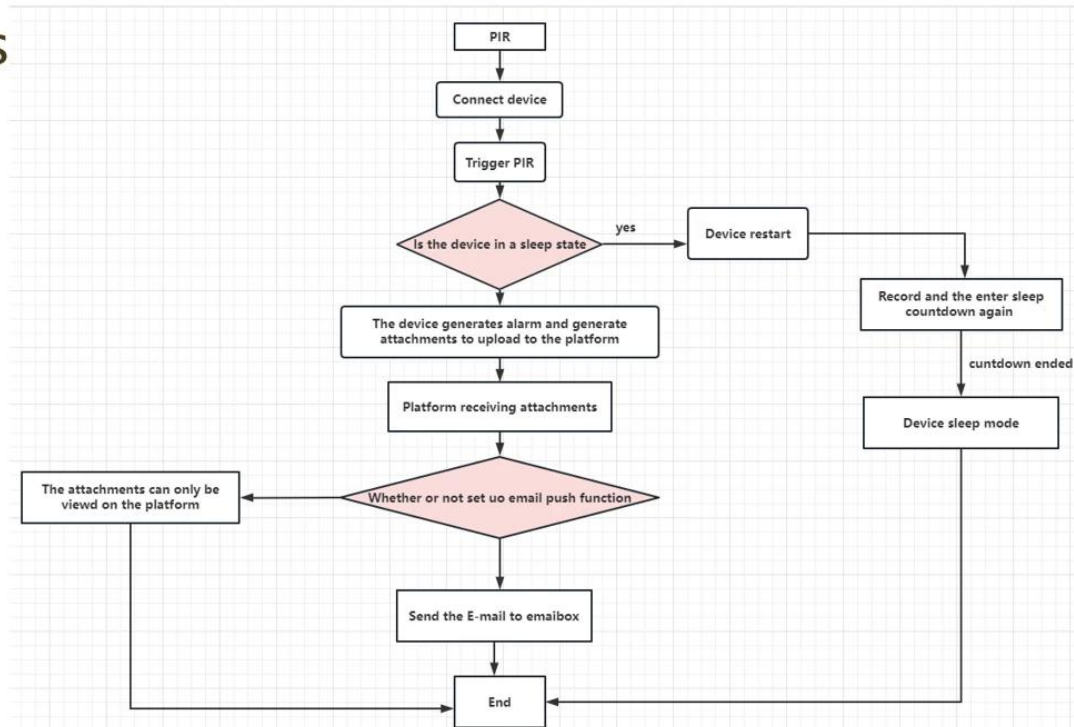 s
PIR
Connect device
Trigger PIR
Is the device in a sleep state
yes
Device restart
Record and the enter sleep
countdown again
cuntdown ended
Device sleep mode
The device generates alarm and generate
attachments to upload to the platform
Platform receiving attachments
Whether or not set uo email push function
The attachments can only be
viewd on the platform
Send the E-mail to emaibox
End